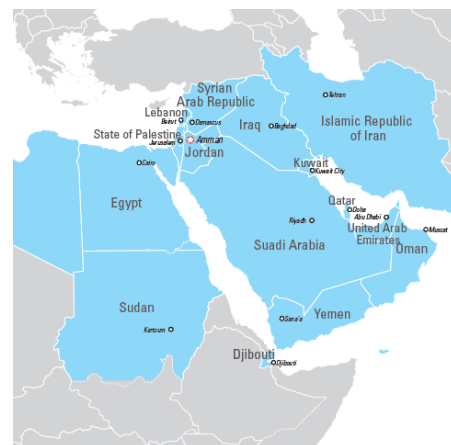 Syrian
Arab Republic
Tehran
Lebanon
Beirut
Damascus
Islamic Republic
of Iran
State of Palestine
Iraq
Baghdad
Jerusalem
Amman
Jordan
Cairo
Kuwait
Kuwait City
Egypt
Qatar
Doha
Abu Dhabi
Riyadh
United Arab
Emirates
Muscat
Suadi Arabia
Oman
Sudan
Yemen
Sana'a
Kartoum
Djibouti
Djibouti